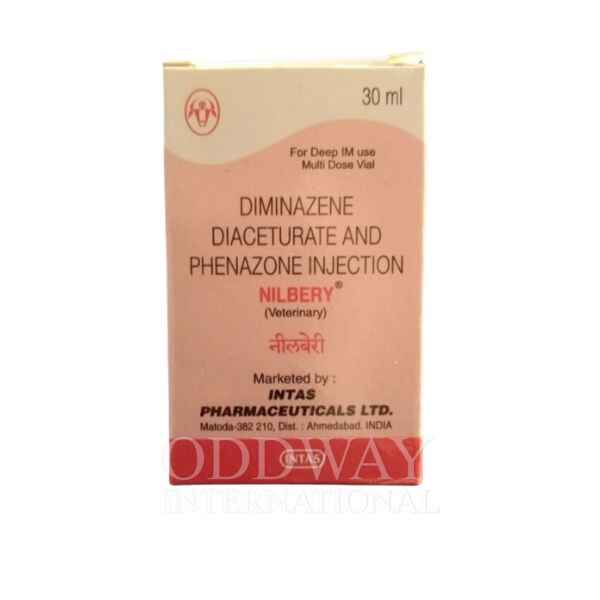 30 ml
For Deep IM use
Multi Dose Vial
DIMINAZENE
DIACETURATE AND
PHENAZONE INJECTION
NILBERY®
(Veterinary)
नीलबेरी
Marketed by :
INTAS
PHARMACEUTICALS LTD.
Matoda-382 210, Dist. : Ahmedabad. INDIA
ODDWAY
INTAS
INTERNATIONAL